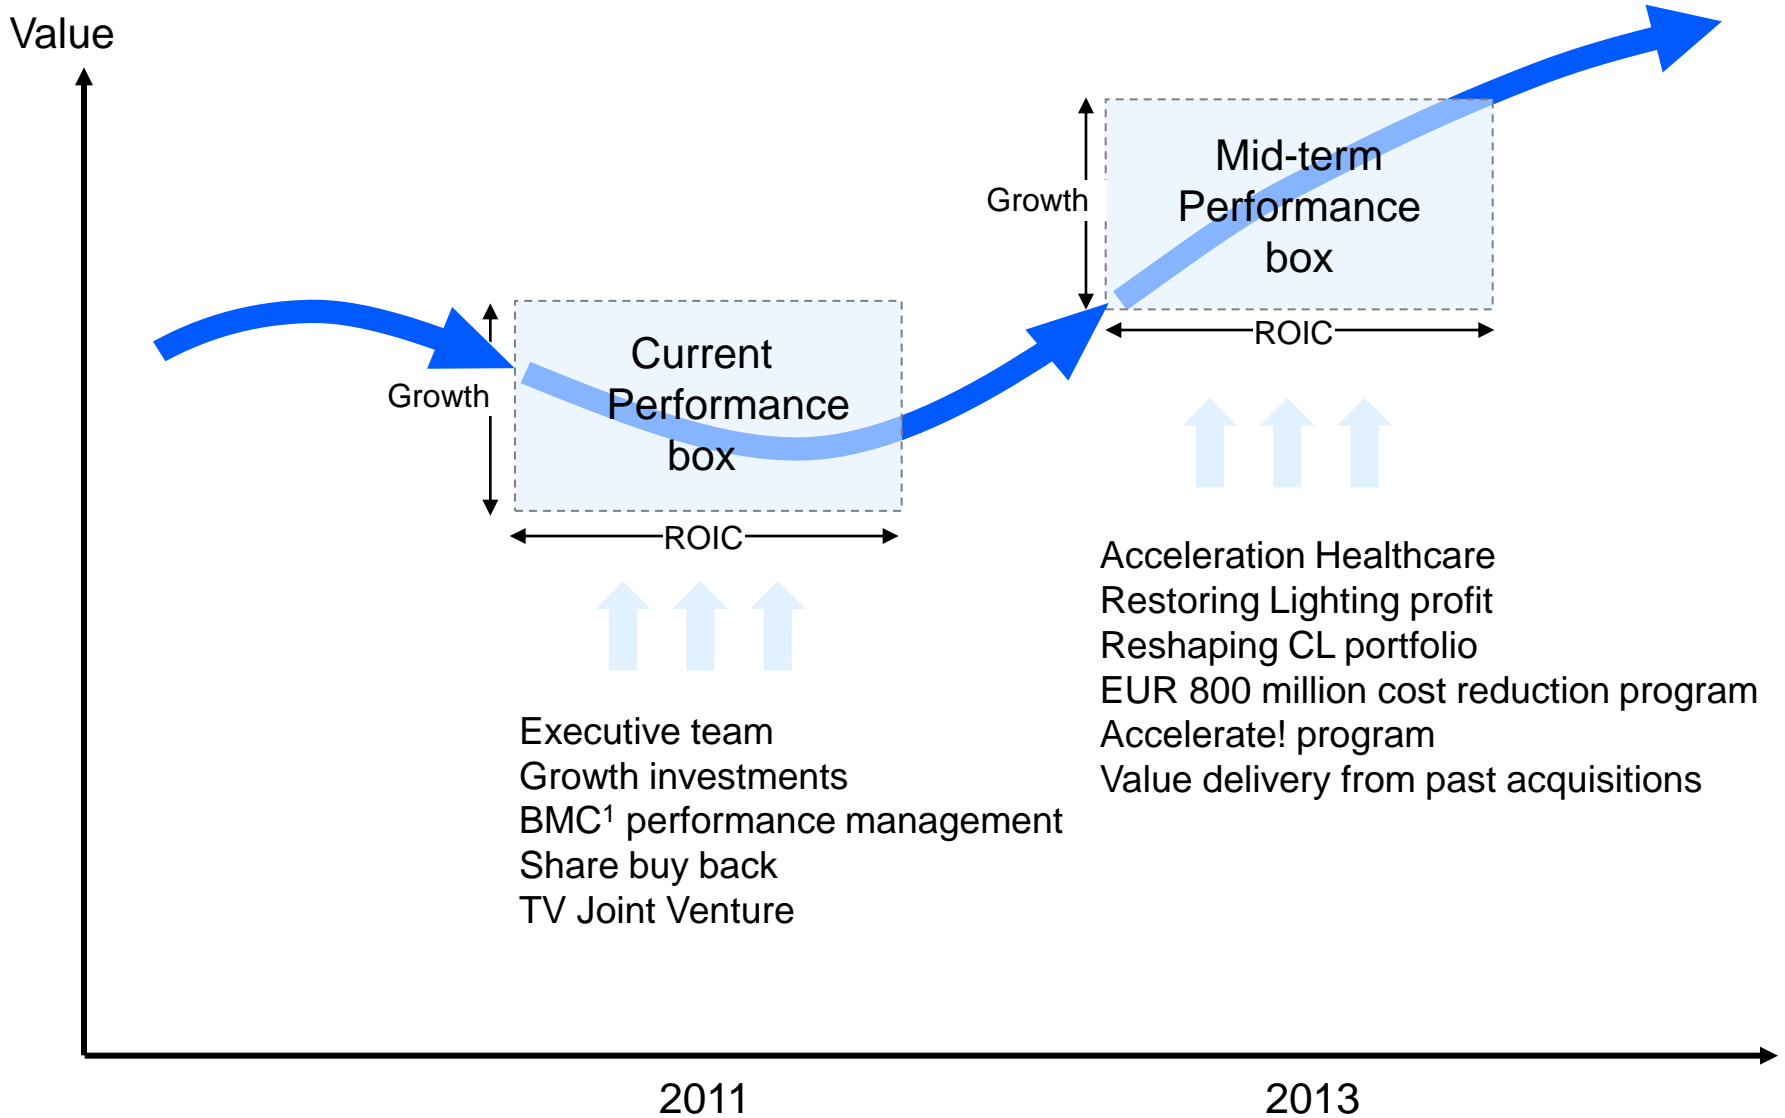 Value
Growth
Current
Performance
box
ROIC
Executive team
Growth investments
BMC¹ performance management
Share buy back
TV Joint Venture
Growth
Mid-term
Performance
box
ROIC
Acceleration Healthcare
Restoring Lighting profit
Reshaping CL portfolio
EUR 800 million cost reduction program
Accelerate! program
Value delivery from past acquisitions
2011
2013